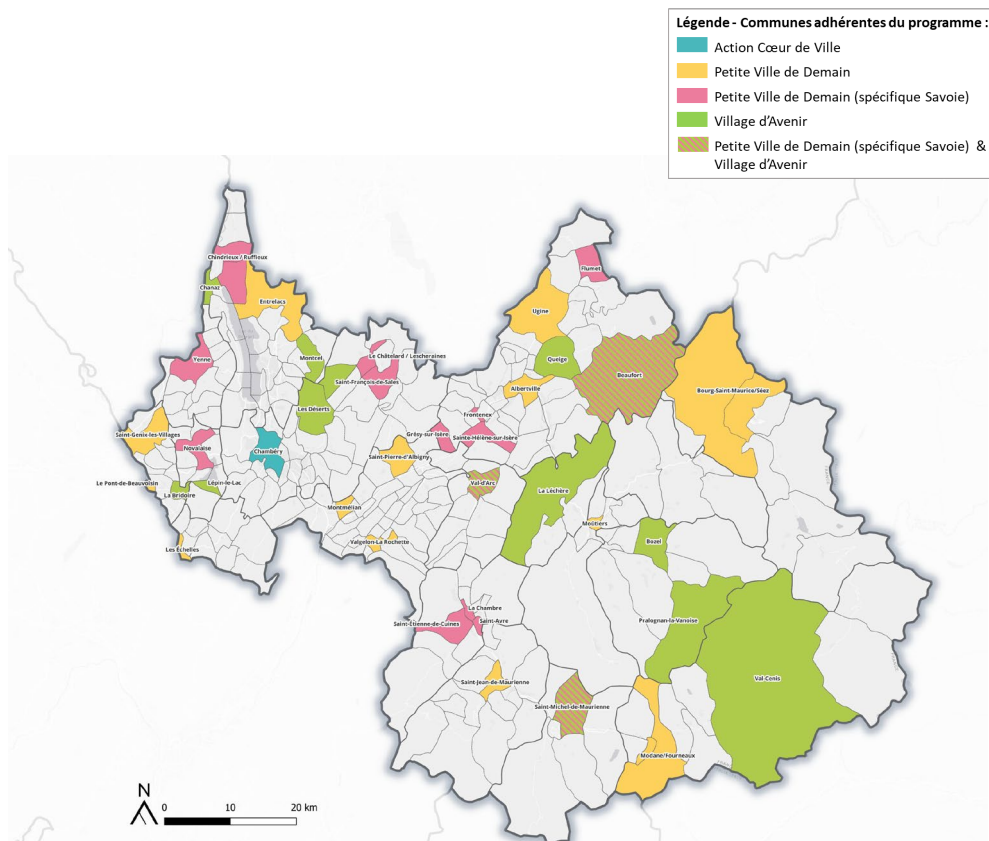 Légende - Communes adhérentes du programme :
Action Cœur de Ville
Petite Ville de Demain
Petite Ville de Demain (spécifique Savoie)
Village d’Avenir
Petite Ville de Demain (spécifique Savoie) &
Village d’Avenir
Chindrieux / Ruffieux
Flumet
Chanaz
Entrelacs
Ugine
Montcel
Le Châtelard / Lescheraines
Yenne
Queige
Beaufort
Saint-François-de-Sales
Albertville
Bourg-Saint-Maurice/Séez
Les Déserts
Frontenex
Saint-Genix-les-Villages
Grésy-sur-Isère
Sainte-Hélène-sur-Isère
Novalaise
Chambéry
Saint-Pierre-d'Albigny
Le Pont-de-Beauvoisin
Lépin-le-Lac
Val-d'Arc
La Léchère
La Bridoire
Montmélian
Moûtiers
Valgelon-La Rochette
Bozel
Les Échelles
La Chambre
Saint-Étienne-de-Cuines
Saint-Avre
Pralognan-la-Vanoise
Saint-Jean-de-Maurienne
Val-Cenis
Saint-Michel-de-Maurienne
Modane/Fourneaux
N
0 10 20 km